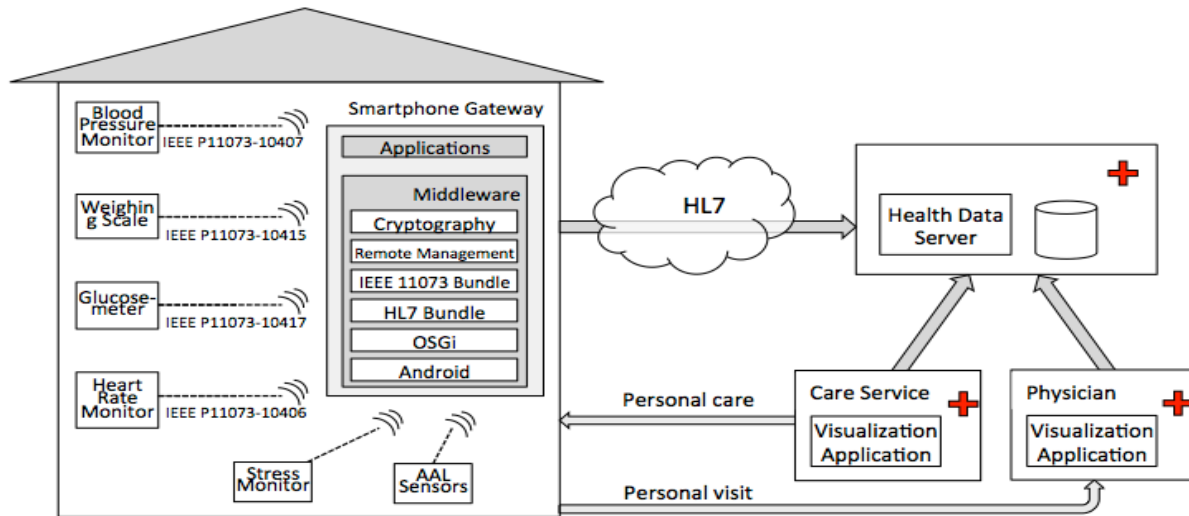 Blood
Pressure
Monitor
IEEE P11073-10407
Weighin
g Scale
IEEE P11073-10415
Glucose-
meter
IEEE P11073-10417
Heart
Rate
Monitor
IEEE P11073-10406
Stress
Monitor
AAL
Sensors
Smartphone Gateway
Applications
Middleware
Cryptography
Remote Management
IEEE 11073 Bundle
HL7 Bundle
OSGi
Android
HL7
Health Data
Server
Personal care
Care Service
Visualization
Application
Physician
Visualization
Application
Personal visit